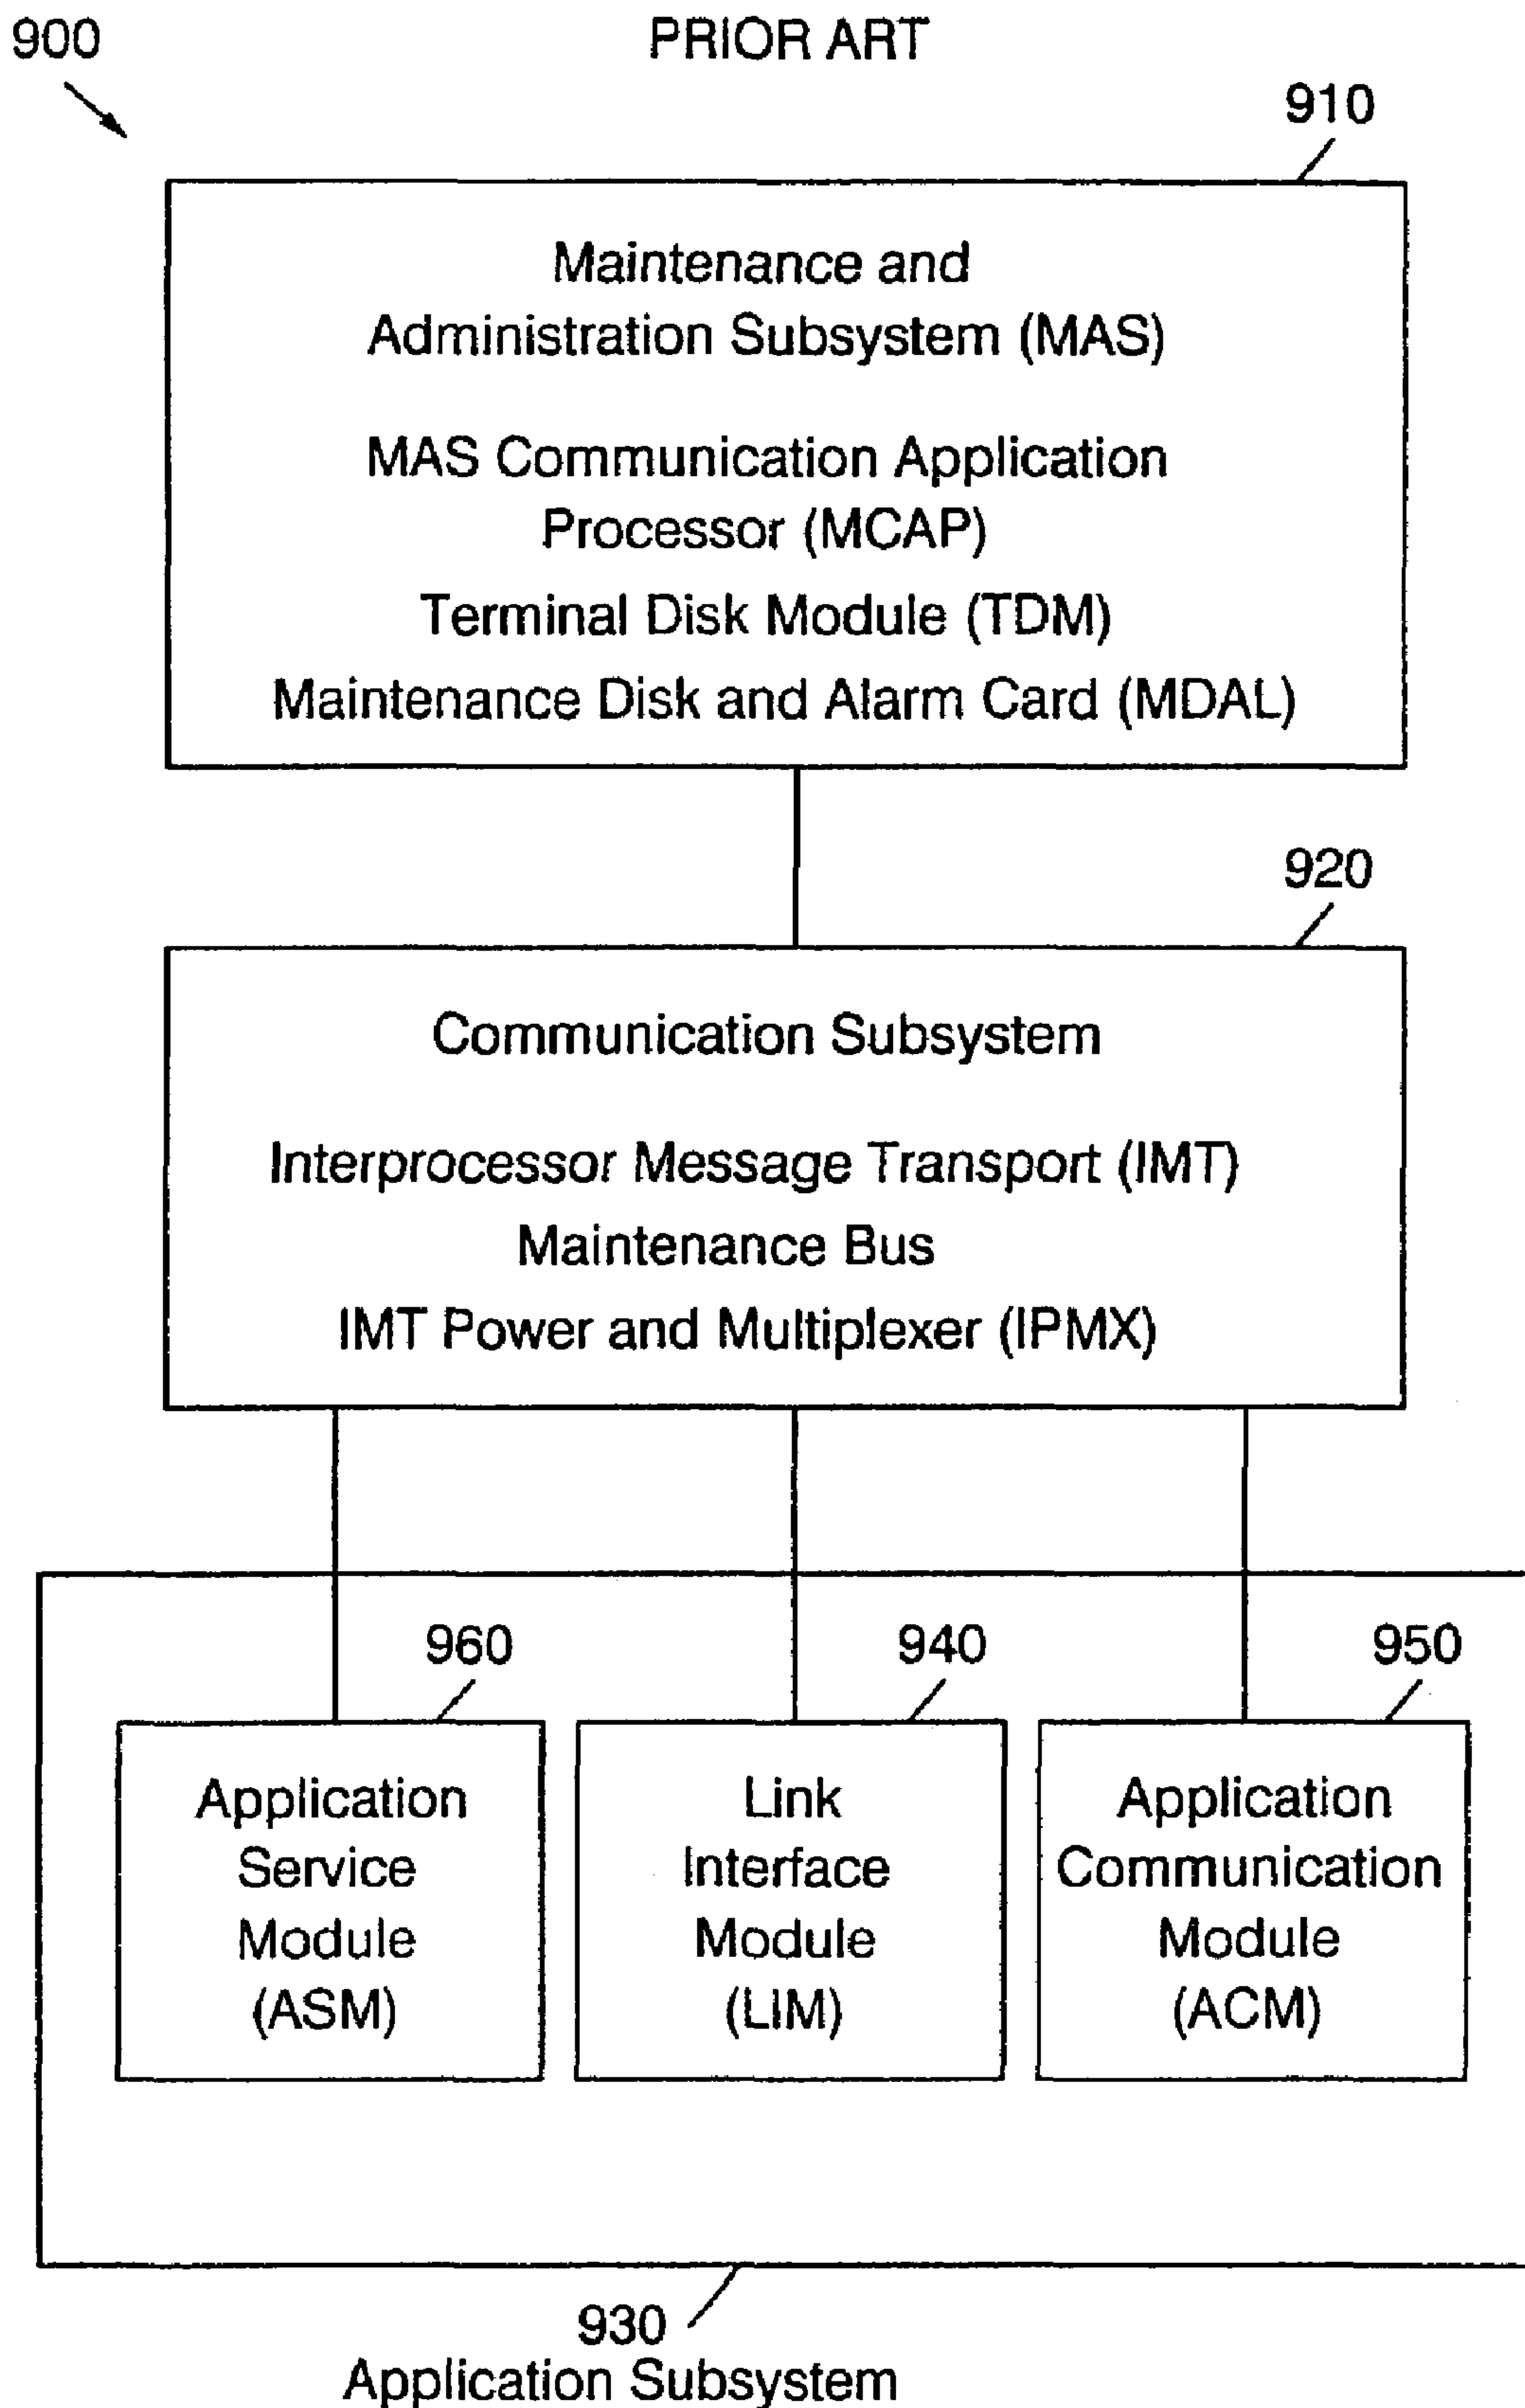 900
PRIOR ART
910
Maintenance and
Administration Subsystem (MAS)
MAS Communication Application
Processor (MCAP)
Terminal Disk Module (TDM)
Maintenance Disk and Alarm Card (MDAL)
920
Communication Subsystem
Interprocessor Message Transport (IMT)
Maintenance Bus
IMT Power and Multiplexer (IPMX)
960
Application
Service
Module
(ASM)
940
Link
Interface
Module
(LIM)
950
Application
Communication
Module
(ACM)
930
Application Subsystem